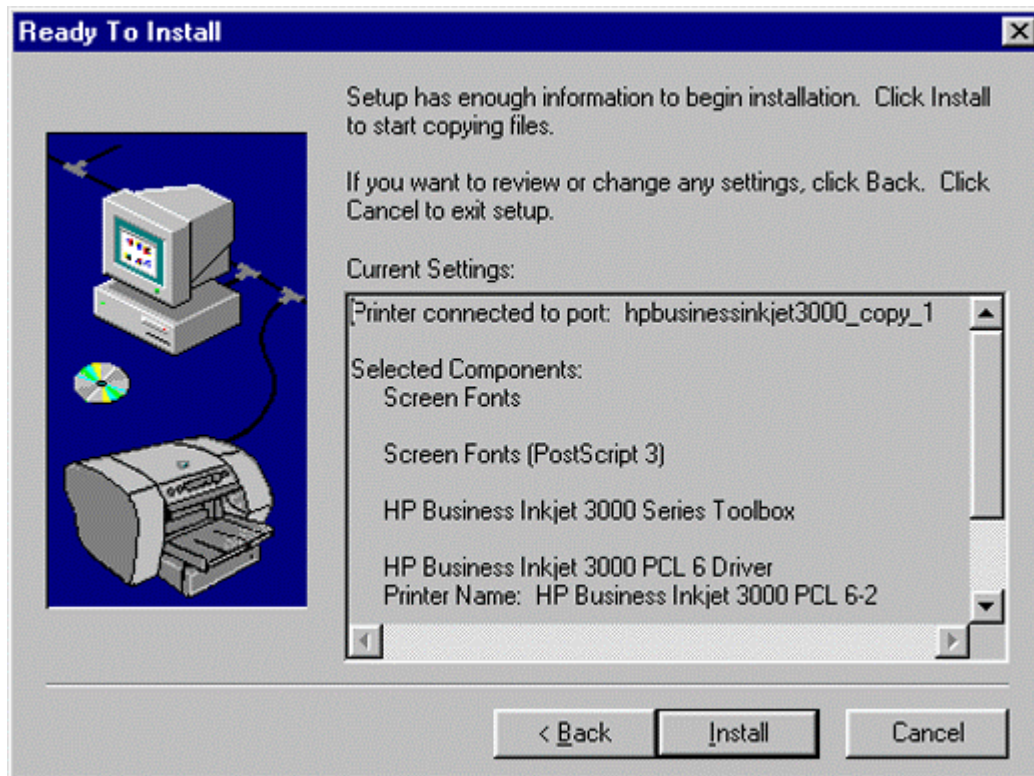 Ready To Install
Setup has enough information to begin installation.  Click Install
to start copying files.
If you want to review or change any settings, click Back.  Click
Cancel to exit setup.
Current Settings:
Printer connected to port:  hpbusinessinkjet3000_copy_1
Selected Components:
Screen Fonts
Screen Fonts (PostScript 3)
HP Business Inkjet 3000 Series Toolbox
HP Business Inkjet 3000 PCL 6 Driver
Printer Name:  HP Business Inkjet 3000 PCL 6-2
< Back
Install
Cancel